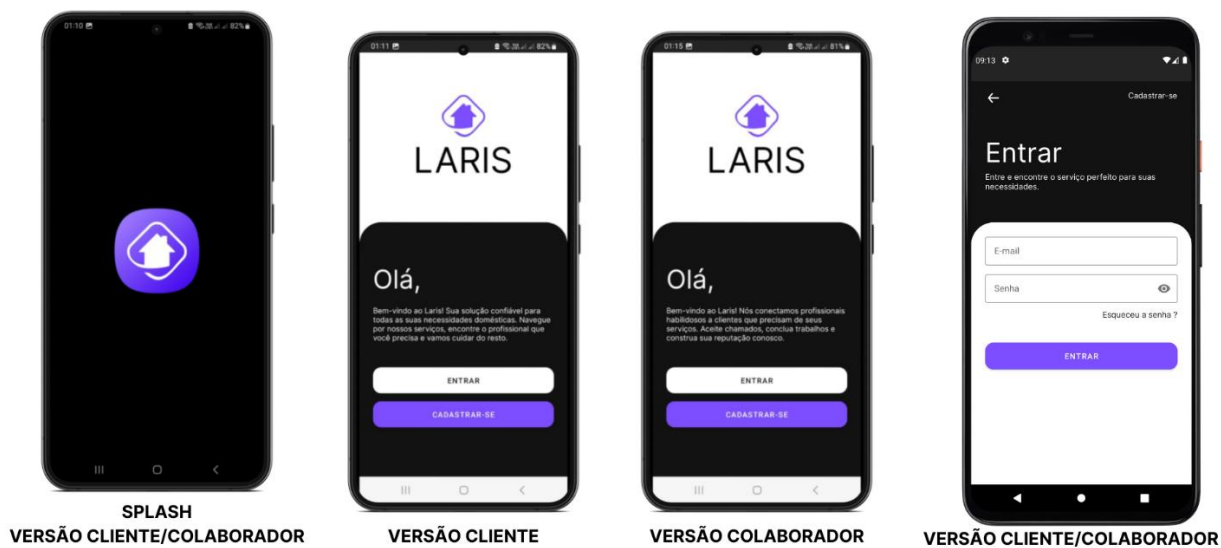 01:10
82%
SPLASH
VERSÃO CLIENTE/COLABORADOR
01:11
82%
LARIS
Olá,
Bem-vindo ao Laris! Sua solução confiável para
todas as suas necessidades domésticas. Navegue
por nossos serviços, encontre o profissional que
você precisa e vamos cuidar do resto.
ENTRAR
CADASTRAR-SE
VERSÃO CLIENTE
01:15
81%
LARIS
Olá,
Bem-vindo ao Laris! Nós conectamos profissionais
habilidosos a clientes que precisam de seus
serviços. Aceite chamados, conclua trabalhos e
construa sua reputação conosco.
ENTRAR
CADASTRAR-SE
VERSÃO COLABORADOR
09:13
Cadastrar-se
Entrar
Entre e encontre o serviço perfeito para suas
necessidades.
E-mail
Senha
Esqueceu a senha ?
ENTRAR
VERSÃO CLIENTE/COLABORADOR